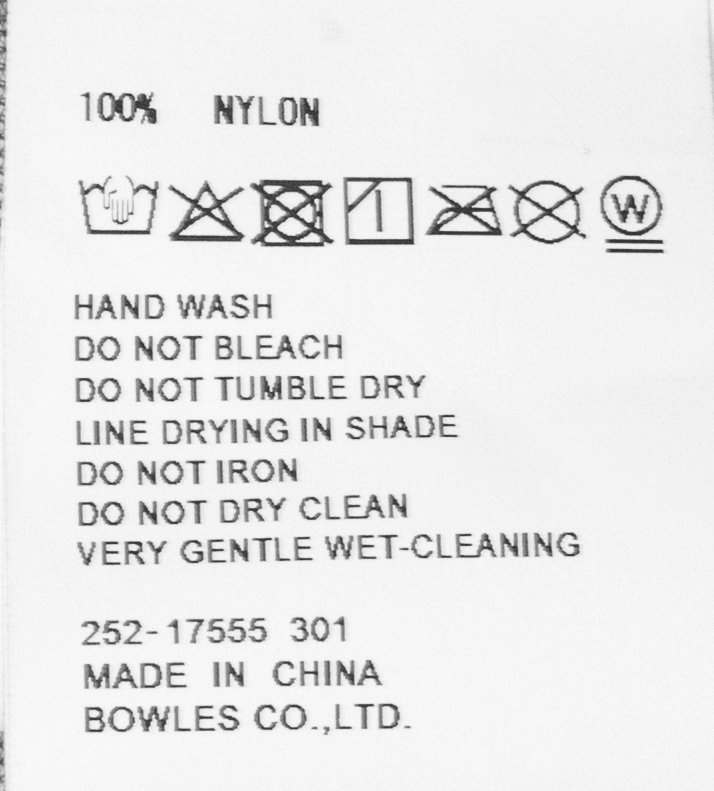 100% NYLON
W
HAND WASH
DO NOT BLEACH
DO NOT TUMBLE DRY
LINE DRYING IN SHADE
DO NOT IRON
DO NOT DRY CLEAN
VERY GENTLE WET-CLEANING
252-17555 301
MADE IN CHINA
BOWLES CO.,LTD.